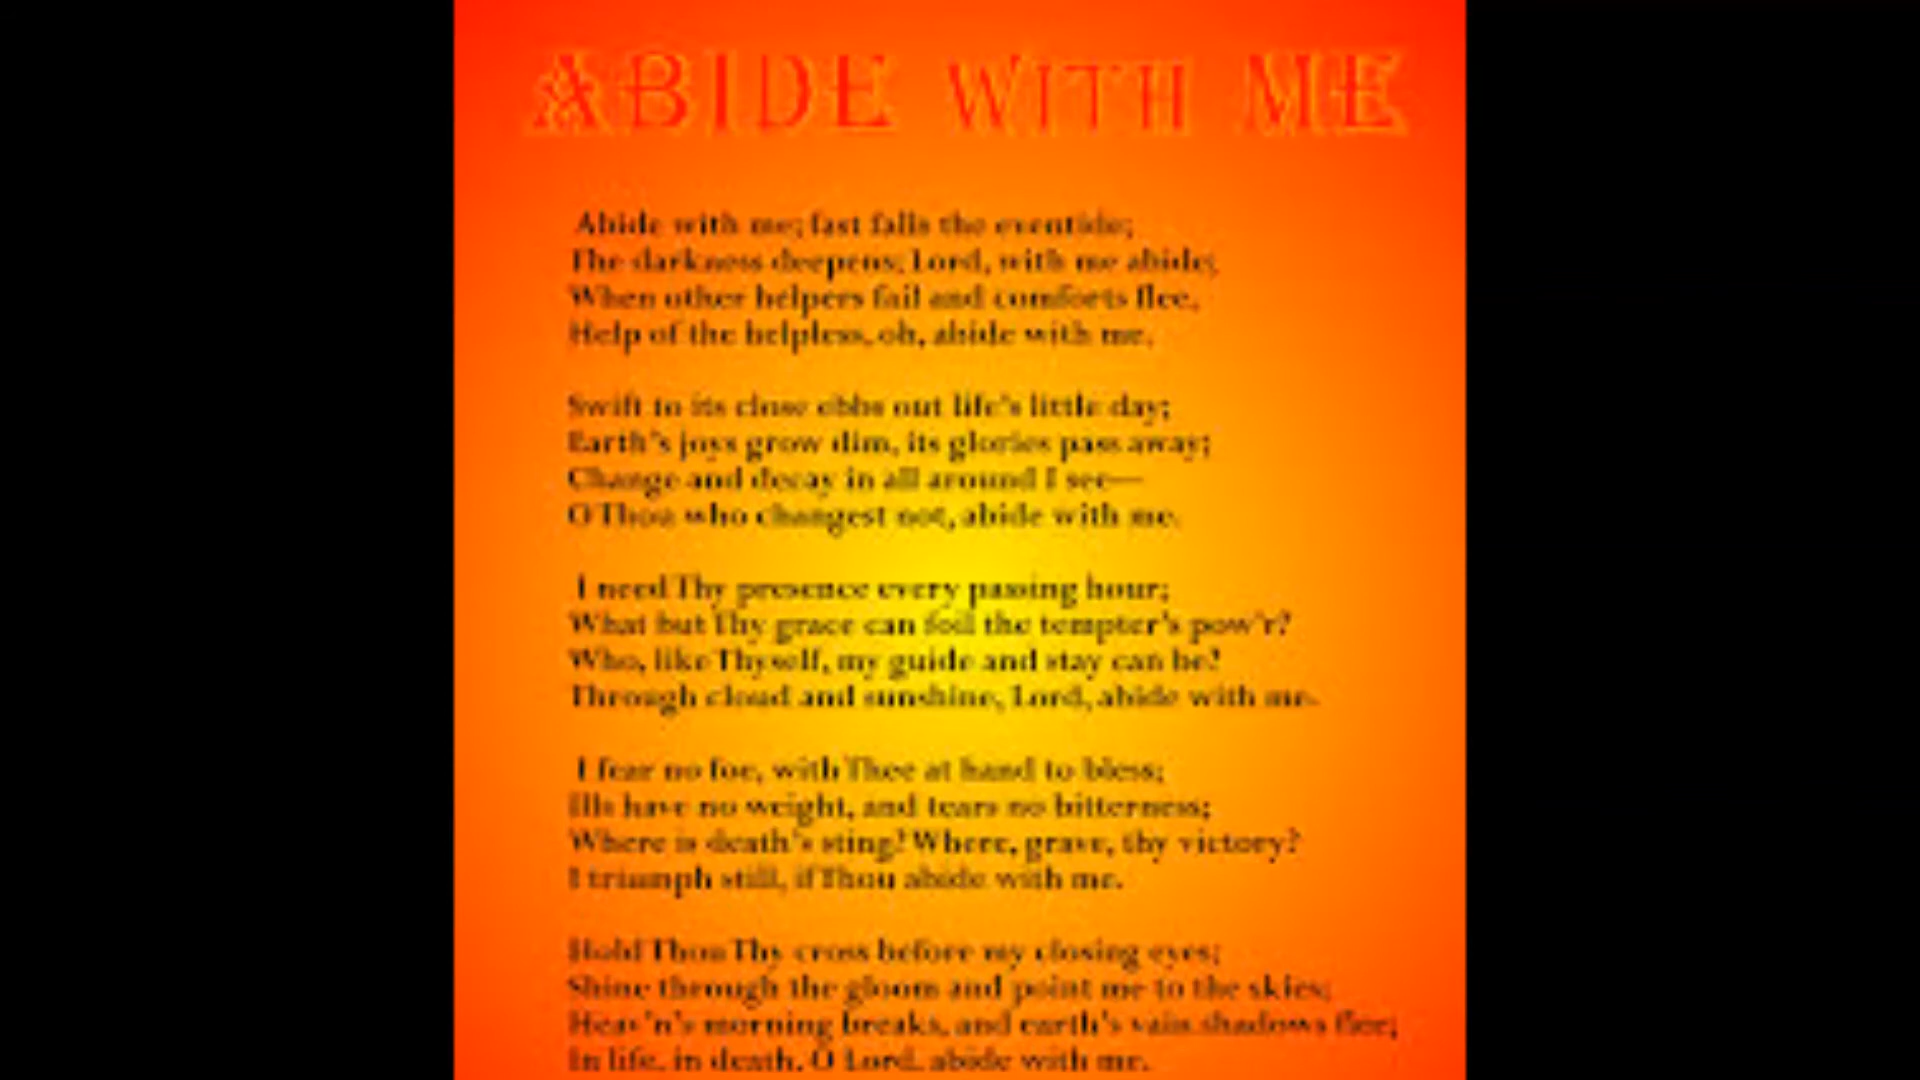 ABIDE WITH ME
Abide with me; fast falls the eventide;
The darkness deepens; Lord, with me abide;
When other helpers fail and comforts flee,
Help of the helpless, oh, abide with me.
Swift to its close ebbs out life's little day;
Earth's joys grow dim, its glories pass away;
Change and decay in all around I see—
O Thou who changest not, abide with me.
I need Thy presence every passing hour;
What but Thy grace can foil the tempter's pow'r?
Who, like Thyself, my guide and stay can be?
Through cloud and sunshine, Lord, abide with me.
I fear no foe, with Thee at hand to bless;
Ills have no weight, and tears no bitterness;
Where is death's sting? Where, grave, thy victory?
I triumph still, if Thou abide with me.
Hold Thou Thy cross before my closing eyes;
Shine through the gloom and point me to the skies;
Heav'n's morning breaks, and earth's vain shadows flee;
In life, in death, O Lord, abide with me.